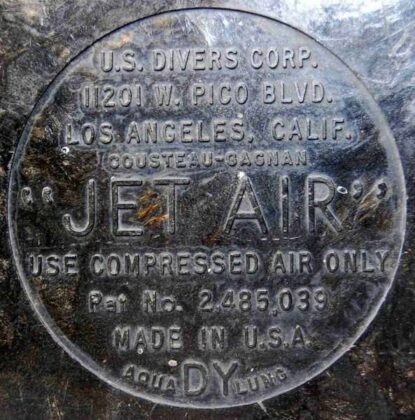 U.S. DIVERS CORP.
11201 W. PICO BLVD.
LOS ANGELES, CALIF.
COUSTEAU-GAGNAN
"JET AIR"
USE COMPRESSED AIR ONLY
Pat No. 2,485,039
MADE IN U.S.A.
AQUA DY LUNG